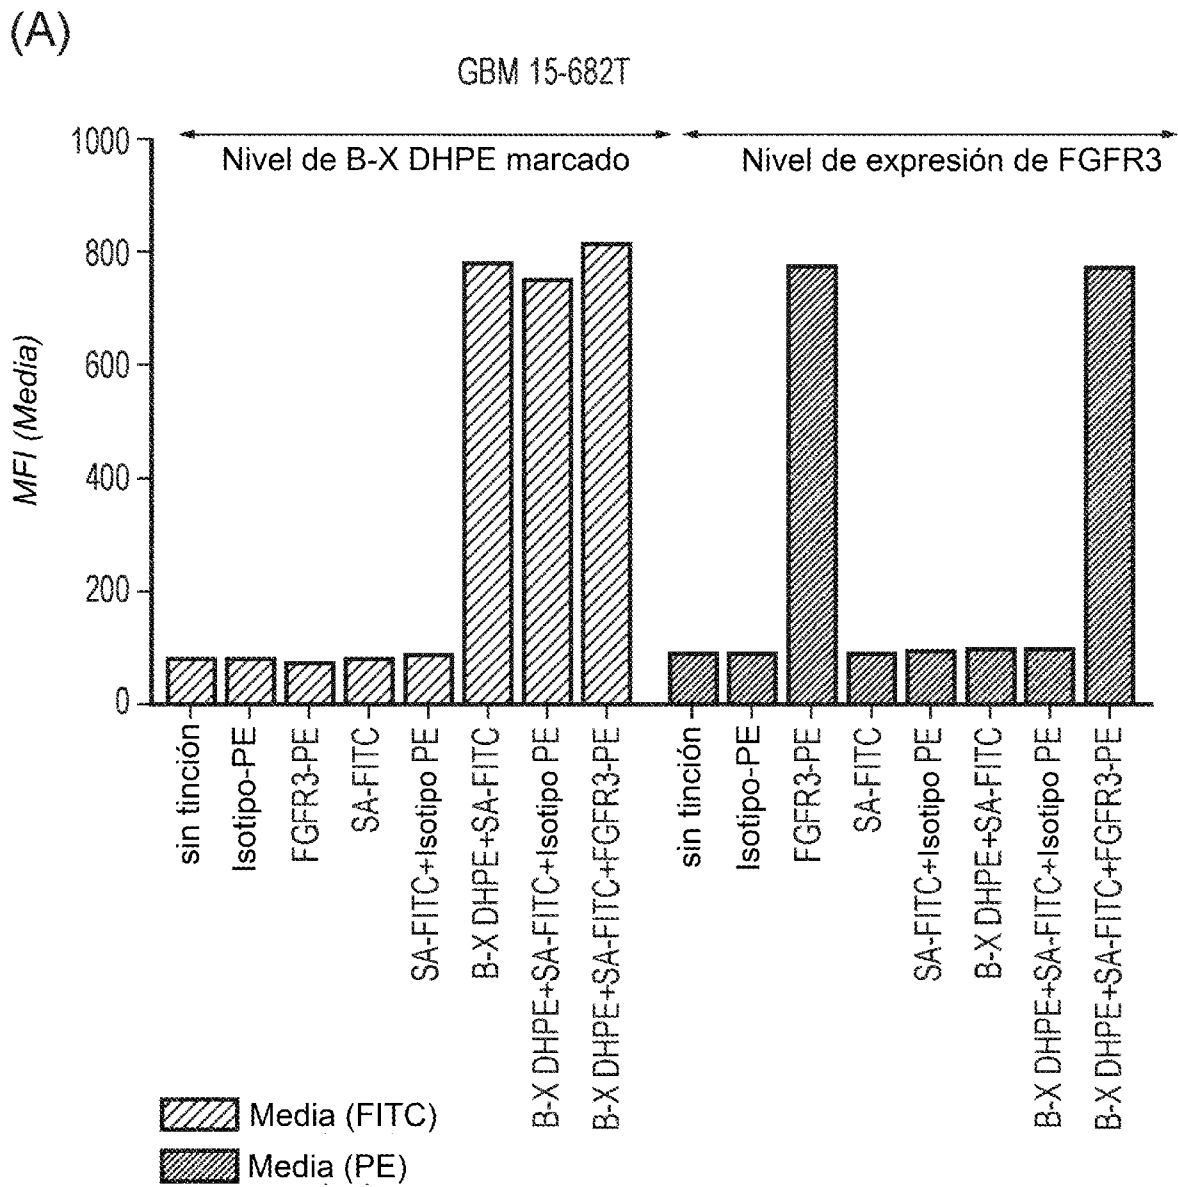 (A)
GBM 15-682T
Nivel de B-X DHPE marcado
Nivel de expresión de FGFR3
MFI (Media)
1000
800
600
400
200
0
sin tinción
Isotipo-PE
FGFR3-PE
SA-FITC
SA-FITC+Isotipo PE
B-X DHPE+SA-FITC
B-X DHPE+SA-FITC+Isotipo PE
B-X DHPE+SA-FITC+FGFR3-PE
sin tinción
Isotipo-PE
FGFR3-PE
SA-FITC
SA-FITC+Isotipo PE
B-X DHPE+SA-FITC
B-X DHPE+SA-FITC+Isotipo PE
B-X DHPE+SA-FITC+FGFR3-PE
Media (FITC)
Media (PE)